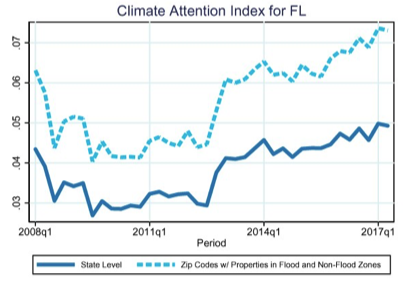 Climate Attention Index for FL
.07
.06
.05
.04
.03
2008q1 2011q1 2014q1 2017q1
Period
State Level Zip Codes w/ Properties in Flood and Non-Flood Zones